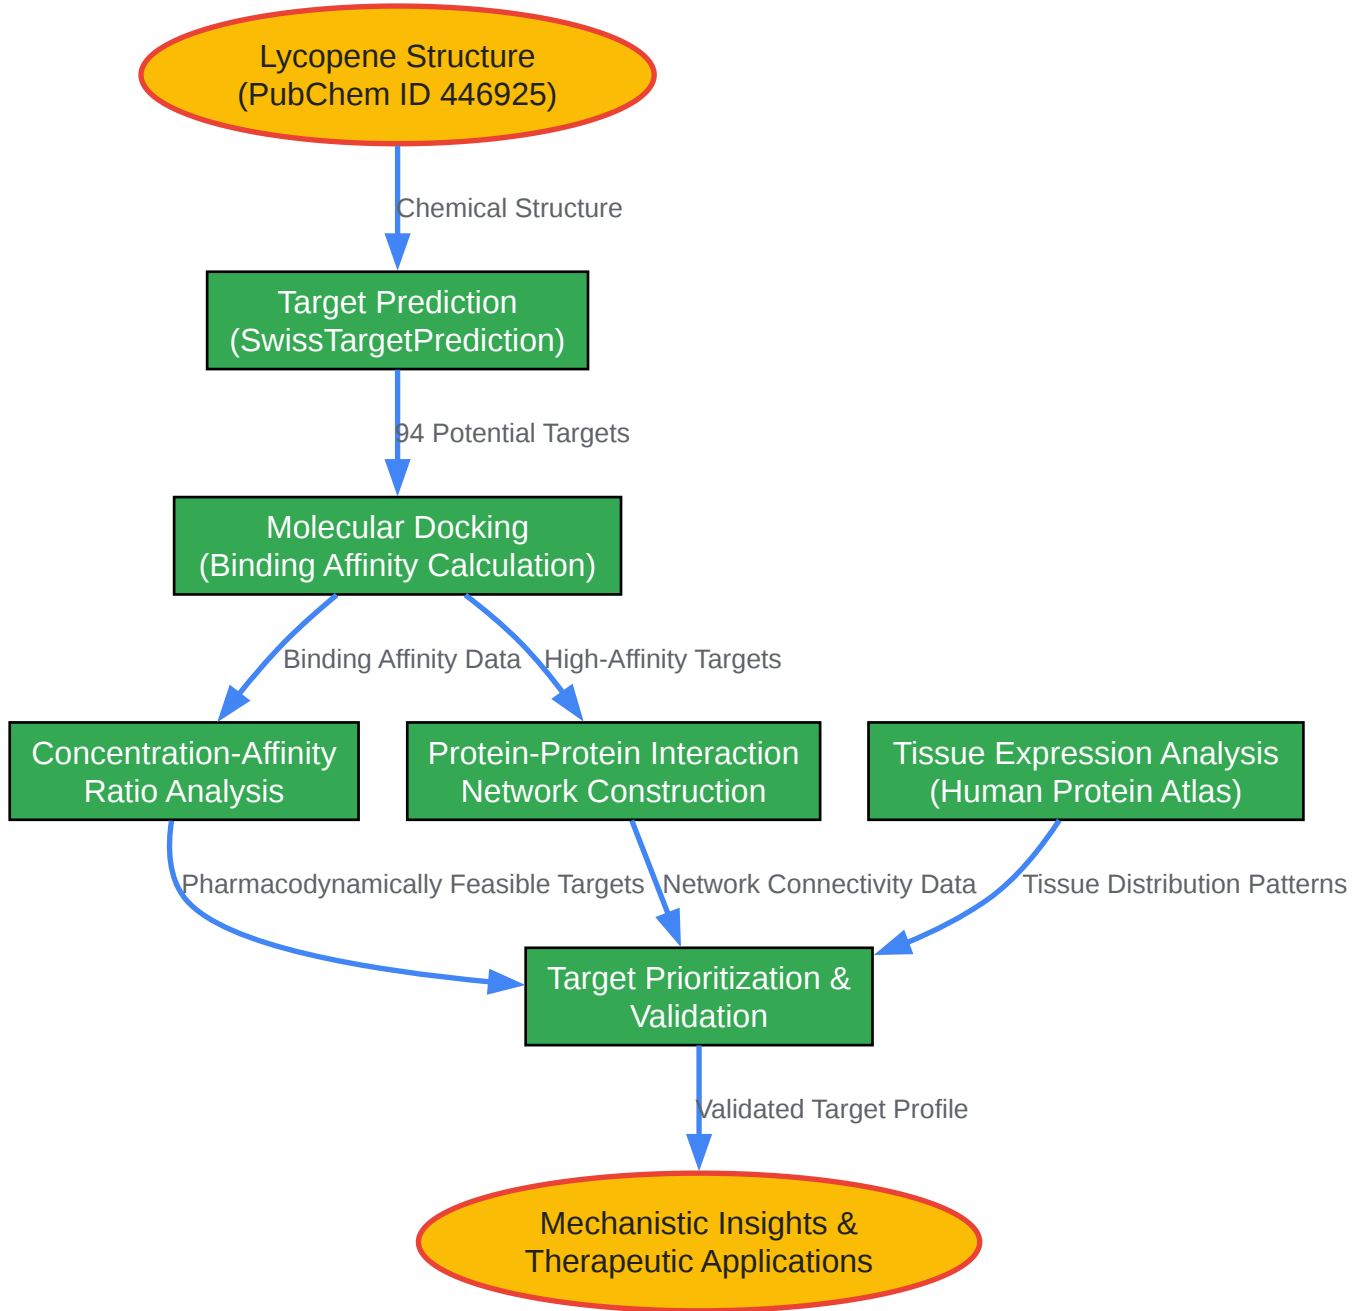 Lycopene Structure
(PubChem ID 446925)
Chemical Structure
Target Prediction
(SwissTargetPrediction)
94 Potential Targets
Molecular Docking
(Binding Affinity Calculation)
Binding Affinity Data
High-Affinity Targets
Concentration-Affinity
Ratio Analysis
Protein-Protein Interaction
Network Construction
Tissue Expression Analysis
(Human Protein Atlas)
Pharmacodynamically Feasible Targets
Network Connectivity Data
Tissue Distribution Patterns
Target Prioritization &
Validation
Validated Target Profile
Mechanistic Insights &
Therapeutic Applications